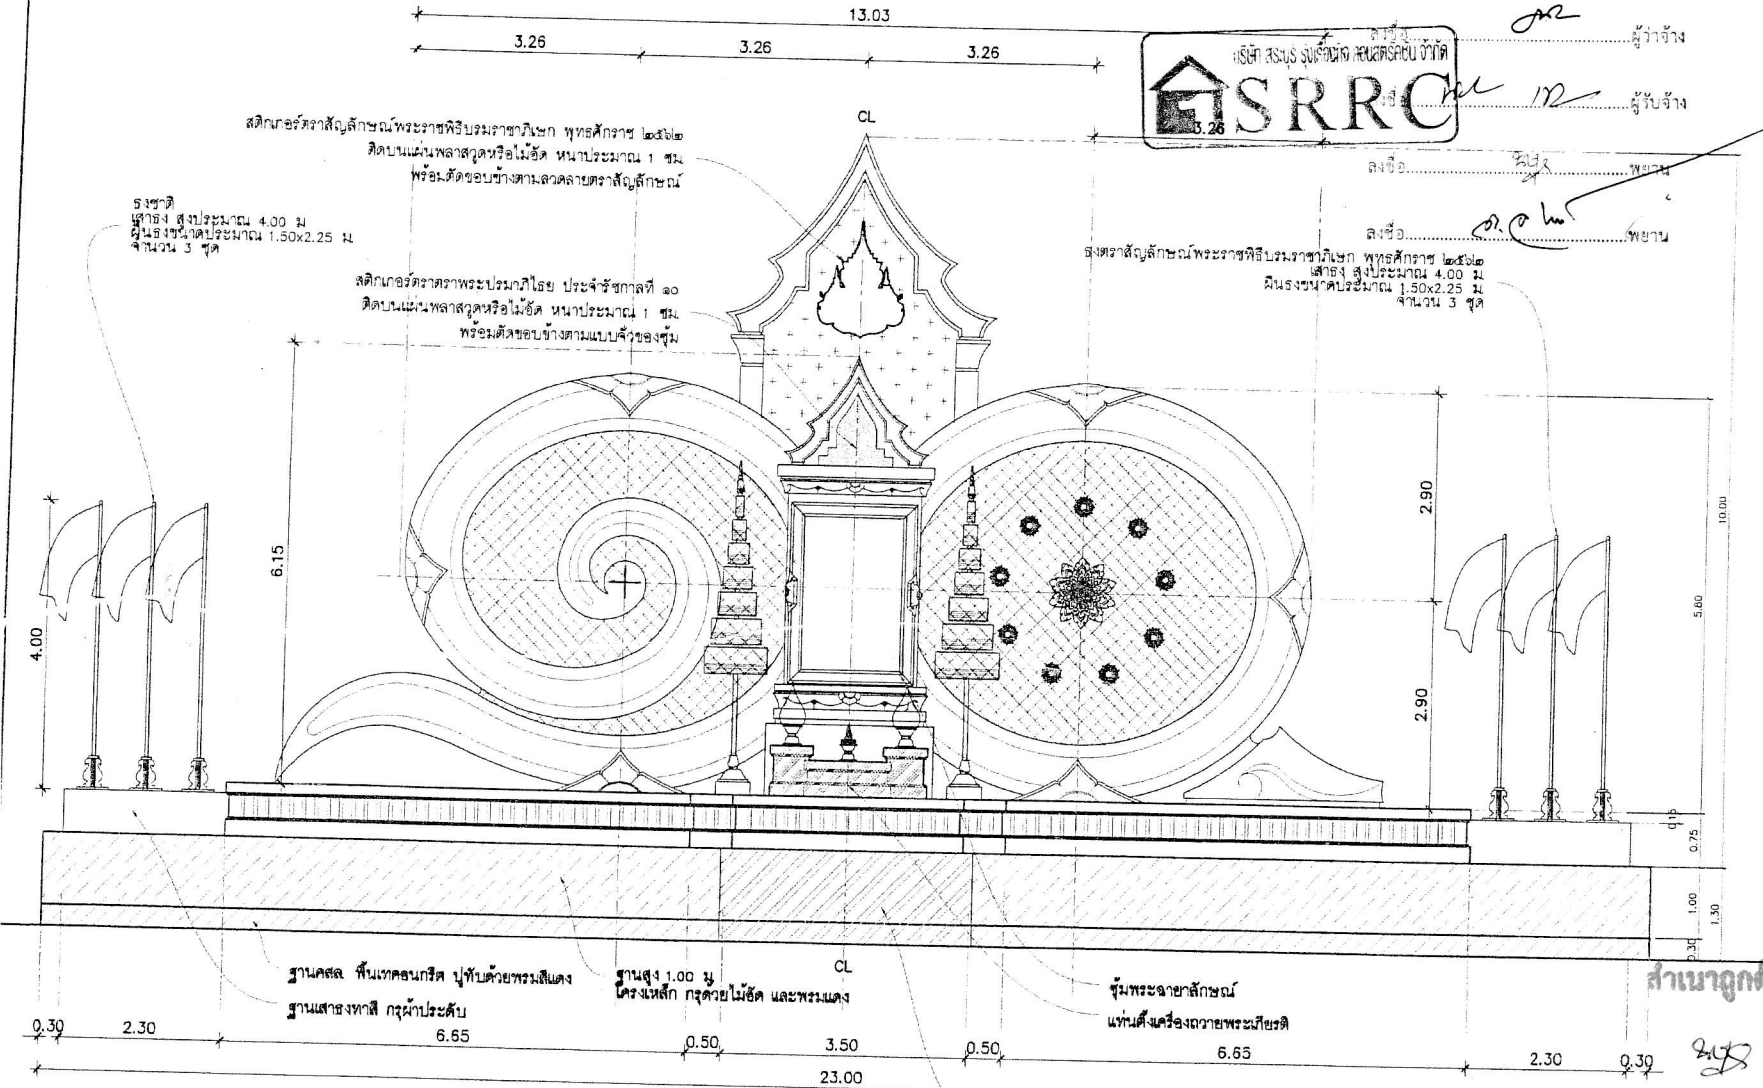 13.03
3.26
3.26
3.26
3.26
ลงชื่อ
ผู้ว่าจ้าง
SRRC
ผู้รับจ้าง
ลงชื่อ
พยาน
ลงชื่อ
พยาน
CL
สติกเกอร์ตราสัญลักษณ์พระราชพิธีบรมราชาภิเษก พุทธศักราช ๒๕๖๒
ติดบนแผ่นพลาสวูดหรือไม้อัด หนาประมาณ 1 ซม.
พร้อมตัดขอบข้างตามลวดลายตราสัญลักษณ์
ธงชาติ
เสาธง สูงประมาณ 4.00 ม
ผืนธงขนาดประมาณ 1.50x2.25 ม.
จำนวน 3 ชุด
สติกเกอร์ตราตราพระปรมาภิไธย ประจำรัชกาลที่ ๑๐
ติดบนแผ่นพลาสวูดหรือไม้อัด หนาประมาณ 1 ซม.
พร้อมตัดขอบข้างตามแบบจั่วของซุ้ม
ธงตราสัญลักษณ์พระราชพิธีบรมราชาภิเษก พุทธศักราช ๒๕๖๒
เสาธง สูงประมาณ 4.00 ม
ผืนธงขนาดประมาณ 1.50x2.25 ม.
จำนวน 3 ชุด
6.15
4.00
2.90
2.90
10.00
5.80
0.15
0.75
1.00
1.30
0.30
CL
ฐานคสล. พื้นเทคอนกรีต ปูทับด้วยพรมสีแดง
ฐานเสาธงทาสี กรุผ้าประดับ
ฐานสูง 1.00 ม.
โครงเหล็ก กรุด้วยไม้อัด และพรมแดง
ซุ้มพระฉายาลักษณ์
แท่นตั้งเครื่องถวายพระเกียรติ
สำเนาถูก
0.30
2.30
6.65
0.50
3.50
0.50
6.65
2.30
0.30
23.00